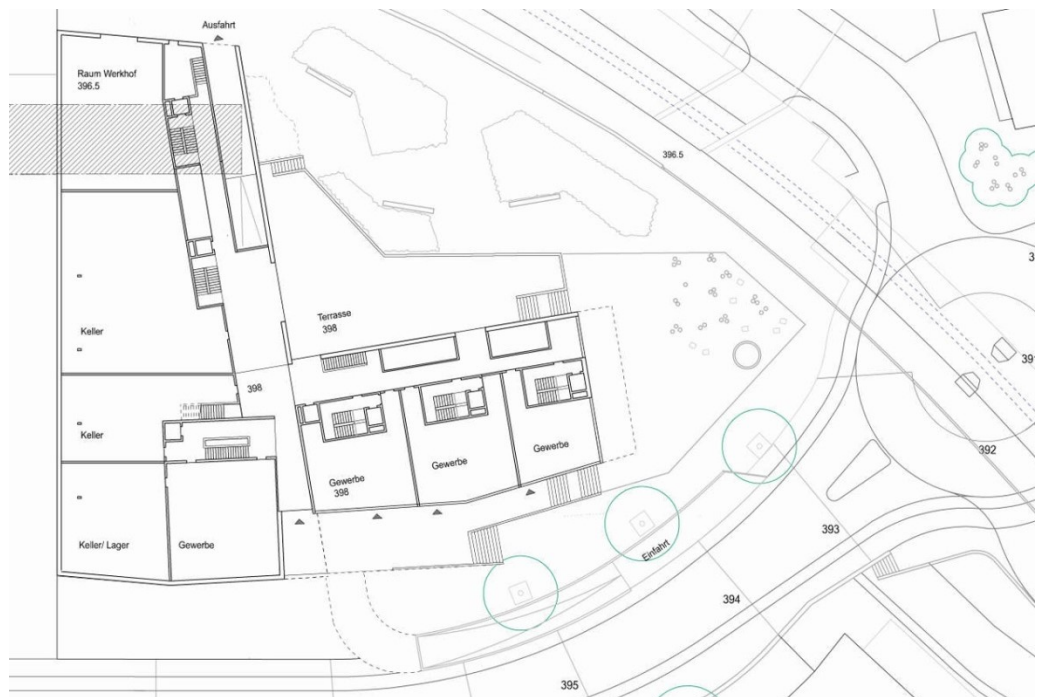 Ausfahrt
Raum Werkhof
396.5
396.5
Terrasse
398
Keller
398
Keller
Gewerbe
398
Gewerbe
Gewerbe
Keller/ Lager
Gewerbe
Einfahrt
392
393
394
395